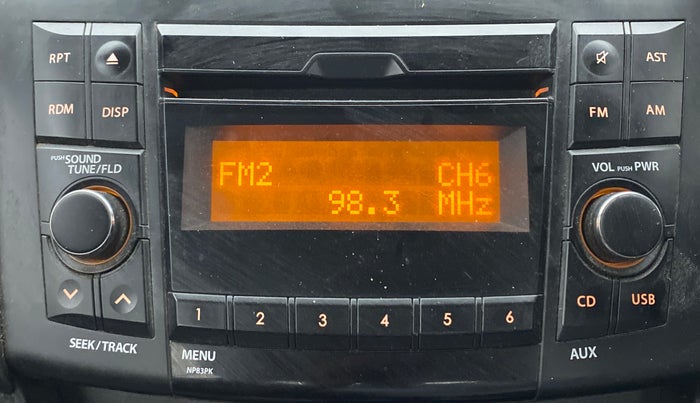 RPT
AST
RDM
DISP
FM
AM
PUSH SOUND
TUNE/FLD
VOL PUSH PWR
FM2 CH6
98.3 MHz
1 2 3 4 5 6
CD
USB
SEEK/TRACK
MENU
NP83PK
AUX